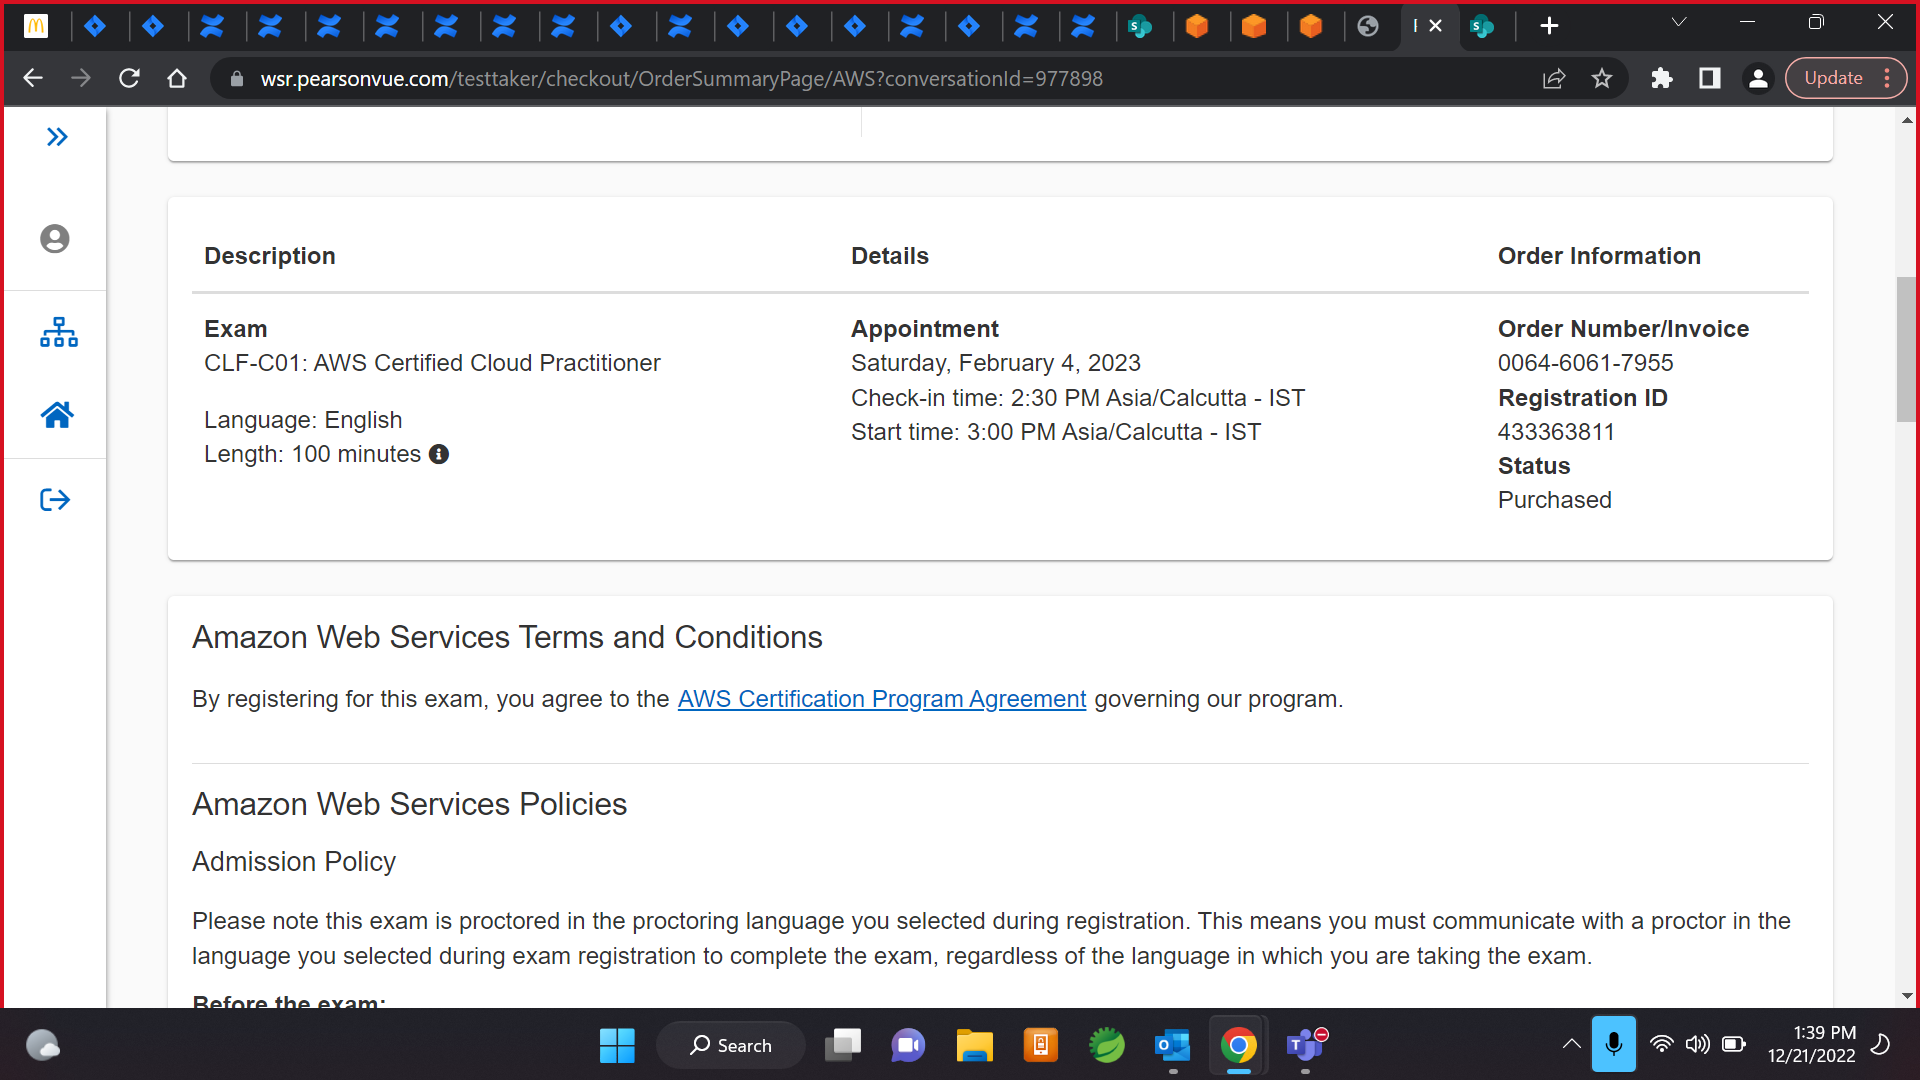 wsr.pearsonvue.com/testtaker/checkout/OrderSummaryPage/AWS?conversationId=977898
Update
Description
Details
Order Information
Exam
CLF-C01: AWS Certified Cloud Practitioner
Language: English
Length: 100 minutes
Appointment
Saturday, February 4, 2023
Check-in time: 2:30 PM Asia/Calcutta - IST
Start time: 3:00 PM Asia/Calcutta - IST
Order Number/Invoice
0064-6061-7955
Registration ID
433363811
Status
Purchased
Amazon Web Services Terms and Conditions
By registering for this exam, you agree to the AWS Certification Program Agreement governing our program.
Amazon Web Services Policies
Admission Policy
Please note this exam is proctored in the proctoring language you selected during registration. This means you must communicate with a proctor in the
language you selected during exam registration to complete the exam, regardless of the language in which you are taking the exam.
Before the exam:
Search
1:39 PM
12/21/2022